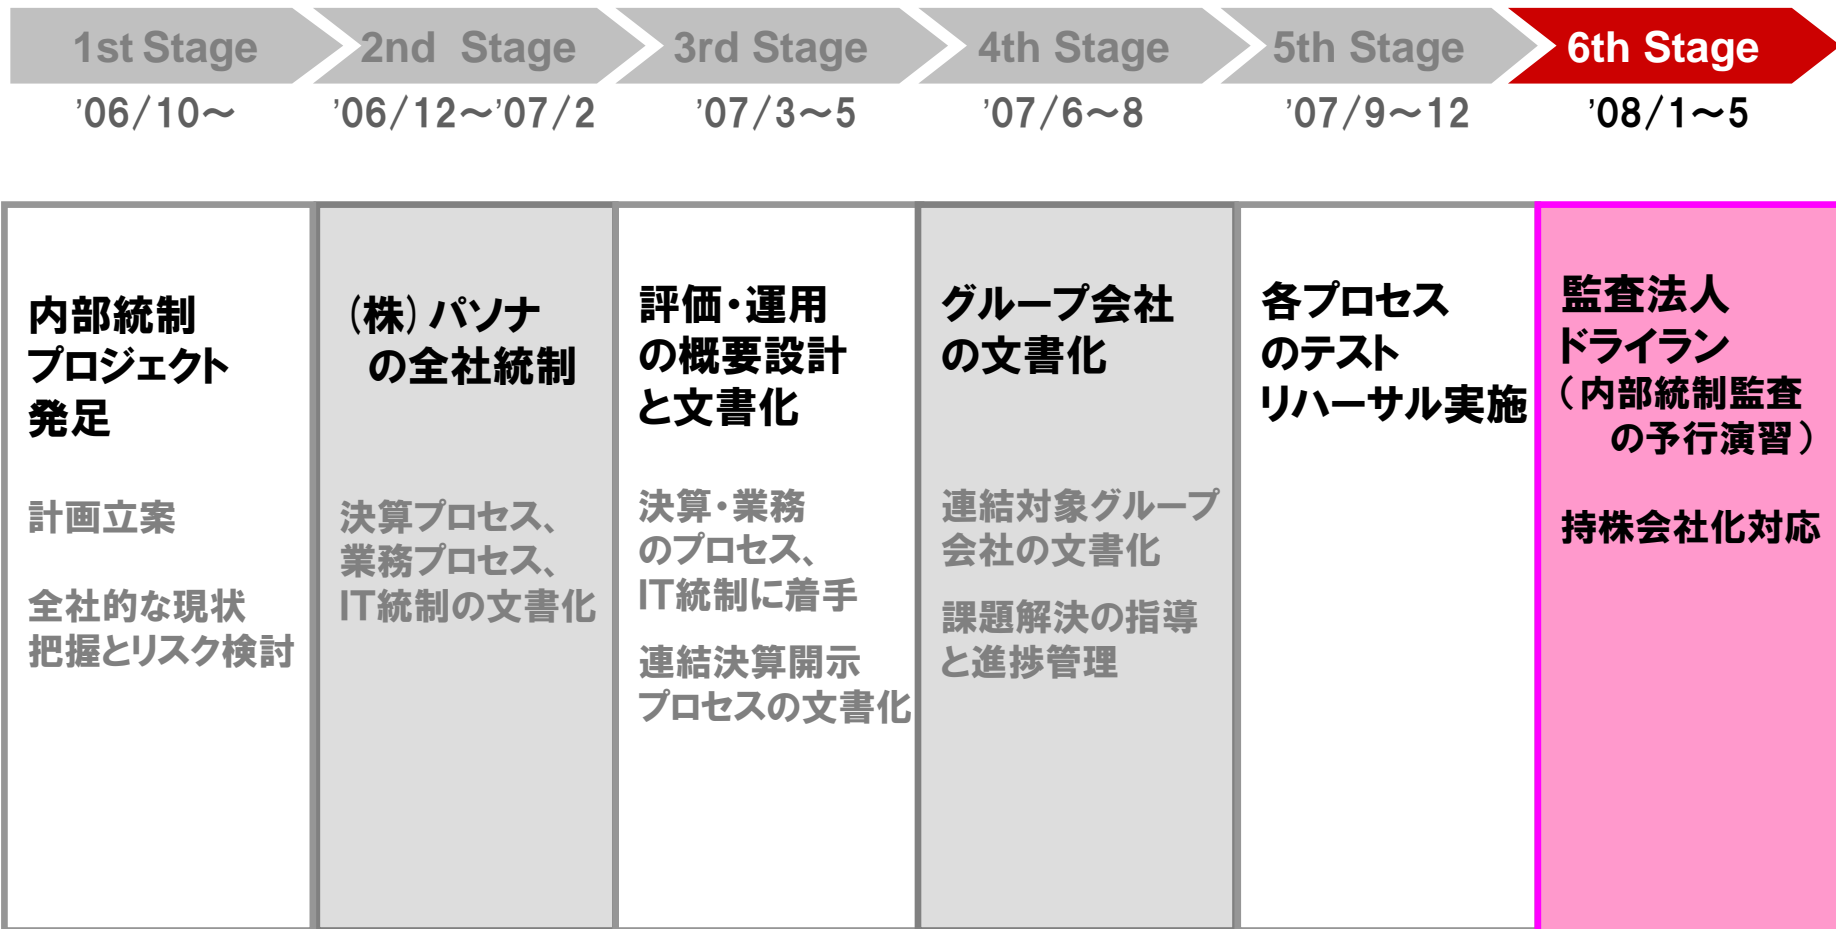 1st Stage
2nd Stage
3rd Stage
4th Stage
5th Stage
6th Stage
'06/10～
'06/12～'07/2
'07/3～5
'07/6～8
'07/9～12
'08/1～5
内部統制
プロジェクト
発足
計画立案
全社的な現状
把握とリスク検討
(株)パソナ
の全社統制
決算プロセス、
業務プロセス、
IT統制の文書化
評価・運用
の概要設計
と文書化
決算・業務
のプロセス、
IT統制に着手
連結決算開示
プロセスの文書化
グループ会社
の文書化
連結対象グループ
会社の文書化
課題解決の指導
と進捗管理
各プロセス
のテスト
リハーサル実施
監査法人
ドライラン
（内部統制監査
の予行演習）
持株会社化対応